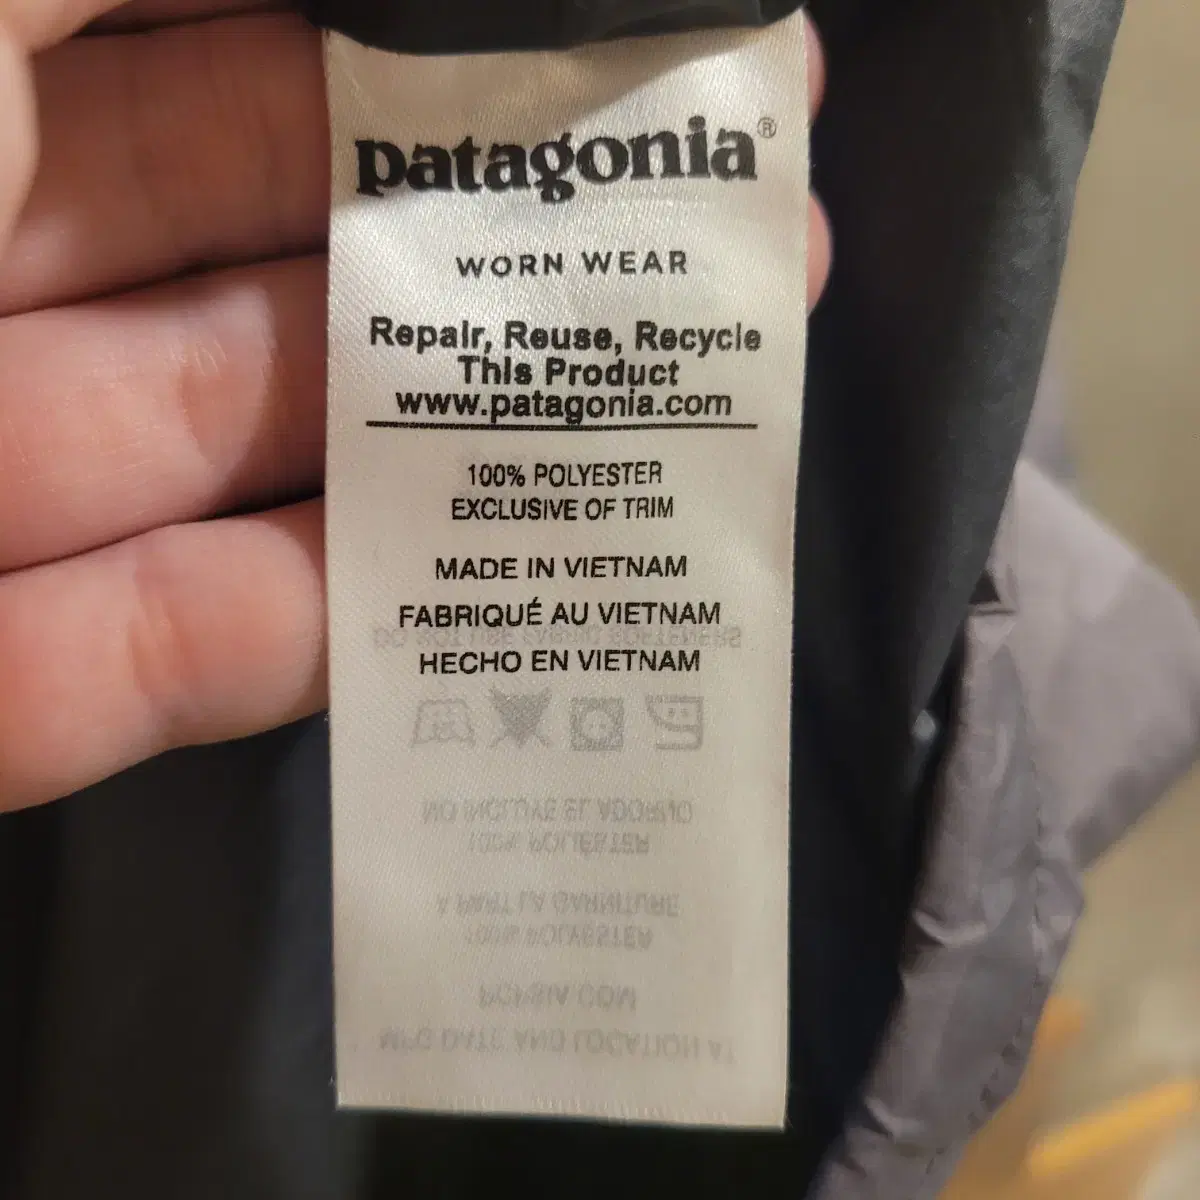 patagonia®
WORN WEAR
Repair, Reuse, Recycle
This Product
www.patagonia.com
100% POLYESTER
EXCLUSIVE OF TRIM
MADE IN VIETNAM
FABRIQUÉ AU VIETNAM
HECHO EN VIETNAM